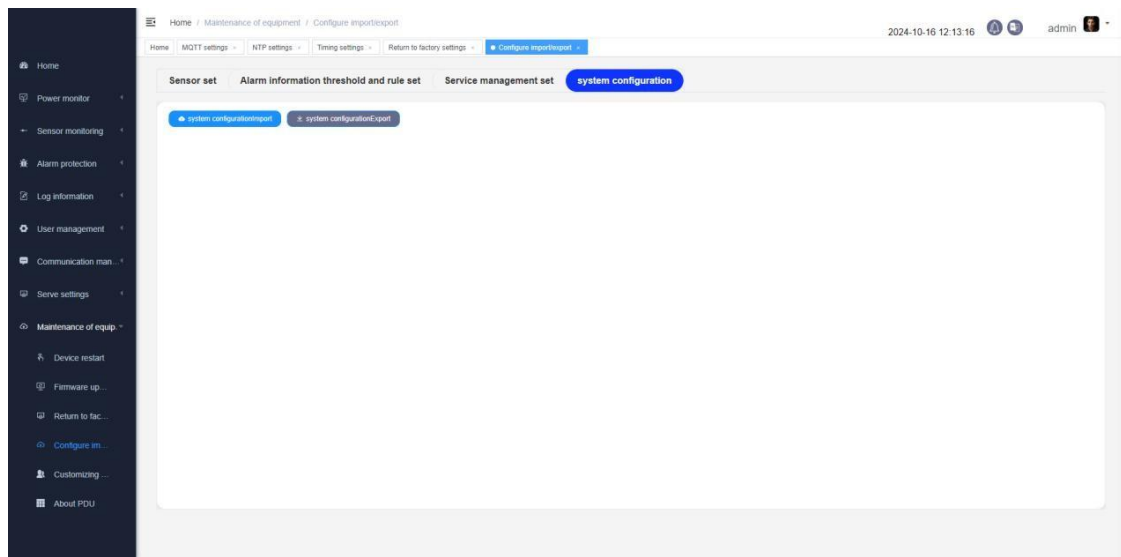 Home / Maintenance of equipment / Configure import/export
2024-10-16 12:13:16
admin
Home MQTT settings × NTP settings × Timing settings × Return to factory settings × Configure import/export ×
Sensor set Alarm information threshold and rule set Service management set system configuration
system configurationImport system configurationExport
Home
Power monitor
Sensor monitoring
Alarm protection
Log information
User management
Communication man...
Serve settings
Maintenance of equip.
Device restart
Firmware up...
Return to fac...
Configure im...
Customizing ...
About PDU